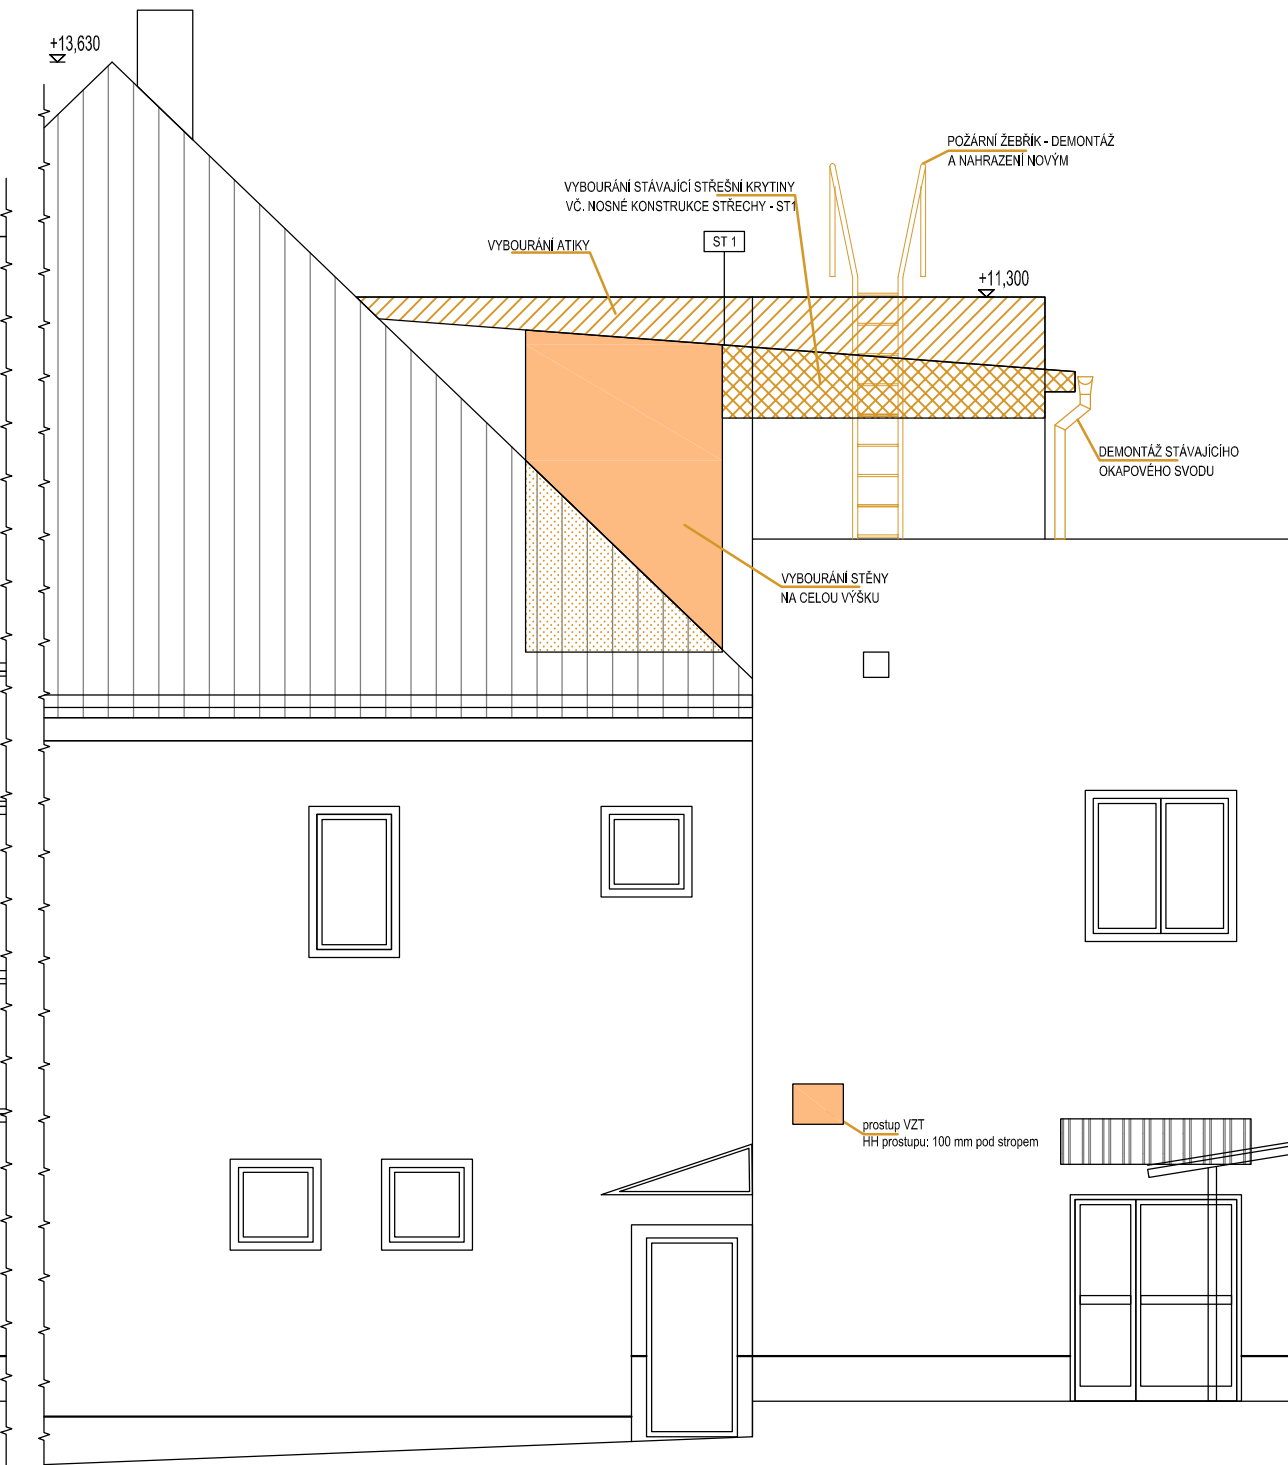 +13,630
POŽÁRNÍ ŽEBŘÍK - DEMONTÁŽ
A NAHRAZENÍ NOVÝM
VYBOURÁNÍ STÁVAJÍCÍ STŘEŠNÍ KRYTINY
VČ. NOSNÉ KONSTRUKCE STŘECHY - ST1
VYBOURÁNÍ ATIKY
ST 1
+11,300
DEMONTÁŽ STÁVAJÍCÍHO
OKAPOVÉHO SVODU
VYBOURÁNÍ STĚNY
NA CELOU VÝŠKU
prostup VZT
HH prostupu: 100 mm pod stropem